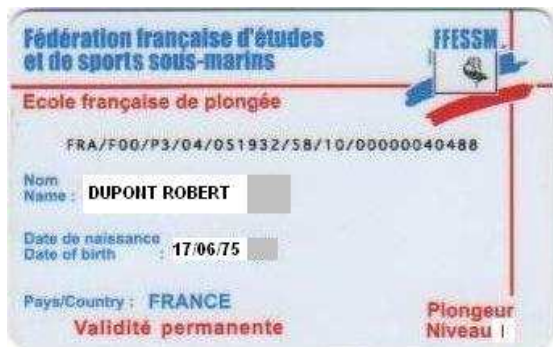 Fédération française d'études
et de sports sous-marins
FFESSM
Ecole française de plongée
FRA/F00/P3/04/051932/58/10/00000040488
Nom
Name : DUPONT ROBERT
Date de naissance
Date of birth : 17/06/75
Pays/Country : FRANCE
Validité permanente
Plongeur
Niveau I